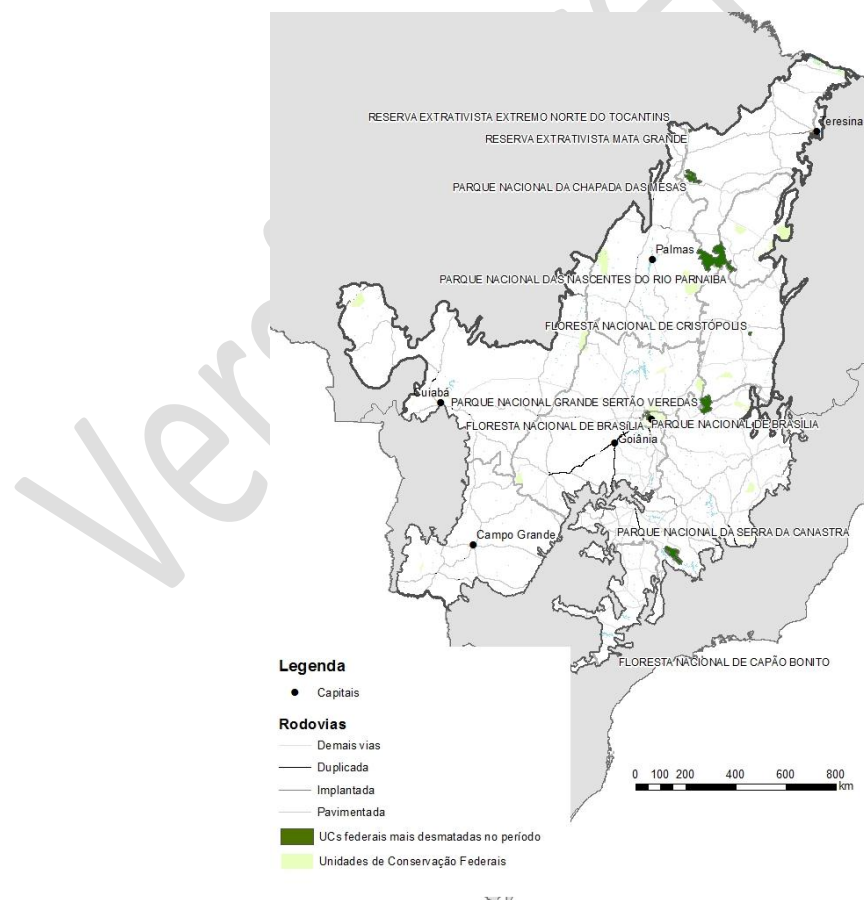 RESERVA EXTRATIVISTA EXTREMO NORTE DO TOCANTINS
eresina
RESERVA EXTRATIVISTA MATA GRANDE
PARQUE NACIONAL DA CHAPADA DAS MESAS
Palmas
PARQUE NACIONAL DAS NASCENTES DO RIO PARNAIBA
FLORESTA NACIONAL DE CRISTÓPOLIS
Cuiabá
PARQUE NACIONAL GRANDE SERTÃO VEREDAS
FLORESTA NACIONAL DE BRASÍLIA
PARQUE NACIONAL DE BRASÍLIA
Goiânia
Campo Grande
PARQUE NACIONAL DA SERRA DA CANASTRA
FLORESTA NACIONAL DE CAPÃO BONITO
Legenda
Capitais
Rodovias
Demais vias
Duplicada
Implantada
Pavimentada
UCs federais mais desmatadas no período
Unidades de Conservação Federais
0 100 200 400 600 800
km